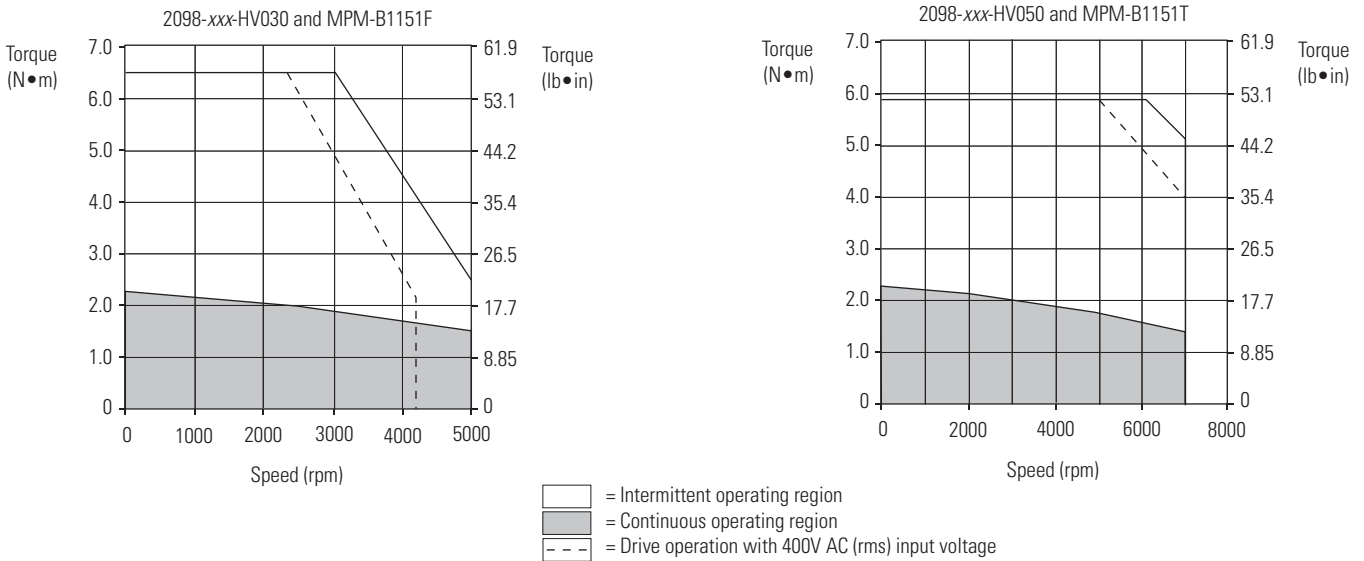 2098-xxx-HV030 and MPM-B1151F
Torque
(N●m)
Torque
(lb●in)
7.0
6.0
5.0
4.0
3.0
2.0
1.0
0
61.9
53.1
44.2
35.4
26.5
17.7
8.85
0
0
1000
2000
3000
4000
5000
Speed (rpm)
2098-xxx-HV050 and MPM-B1151T
Torque
(N●m)
Torque
(lb●in)
7.0
6.0
5.0
4.0
3.0
2.0
1.0
0
61.9
53.1
44.2
35.4
26.5
17.7
8.85
0
0
2000
4000
6000
8000
Speed (rpm)
= Intermittent operating region
= Continuous operating region
= Drive operation with 400V AC (rms) input voltage